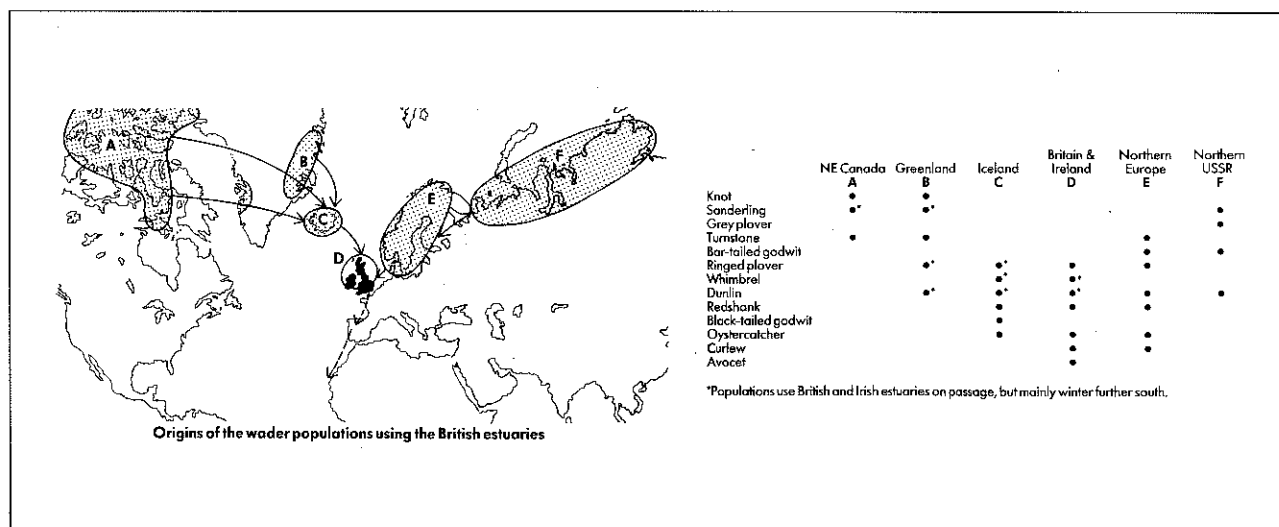 A
B
C
D
E
F
Origins of the wader populations using the British estuaries
NE Canada Greenland Iceland Britain & Ireland Northern Europe Northern USSR
A B C D E F
Knot • •
Sanderling •* •* •
Grey plover •
Turnstone • • •
Bar-tailed godwit • •
Ringed plover •* •* • •
Whimbrel •* •*
Dunlin •* •* •* • •
Redshank • • •
Black-tailed godwit •
Oystercatcher • • •
Curlew • •
Avocet •
*Populations use British and Irish estuaries on passage, but mainly winter further south.